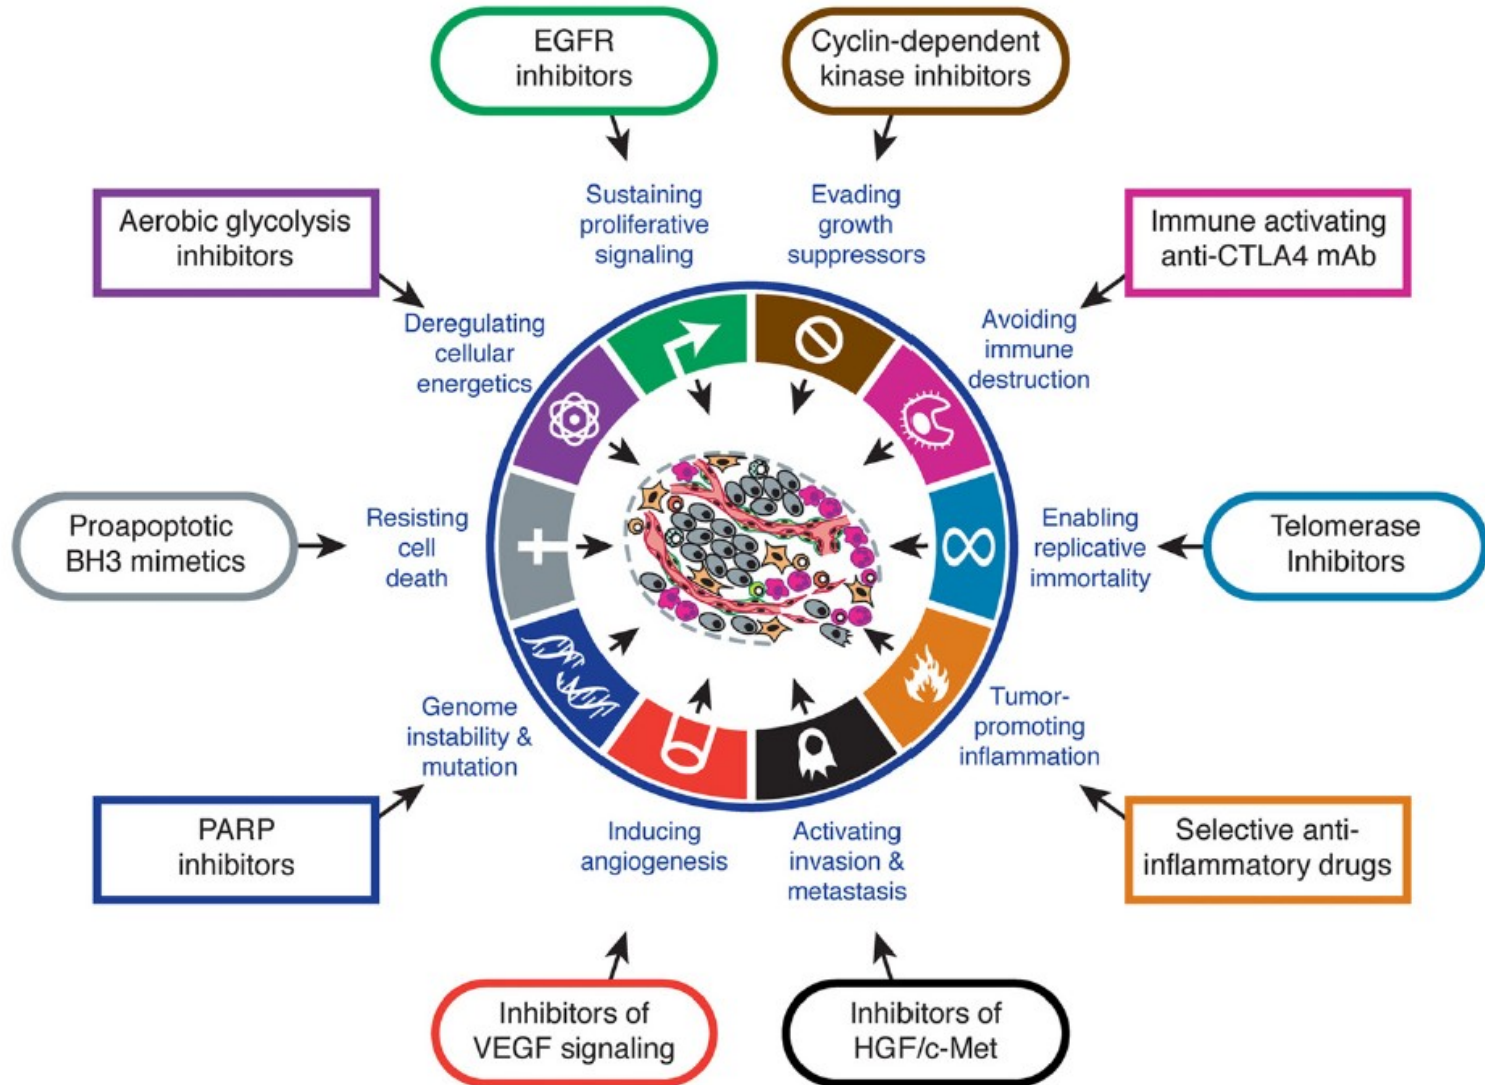 EGFR
inhibitors
Cyclin-dependent
kinase inhibitors
Sustaining
proliferative
signaling
Evading
growth
suppressors
Aerobic glycolysis
inhibitors
Immune activating
anti-CTLA4 mAb
Deregulating
cellular
energetics
Avoiding
immune
destruction
Proapoptotic
BH3 mimetics
Resisting
cell
death
Enabling
replicative
immortality
Telomerase
Inhibitors
Genome
instability &
mutation
Tumor-
promoting
inflammation
PARP
inhibitors
Inducing
angiogenesis
Activating
invasion &
metastasis
Selective anti-
inflammatory drugs
Inhibitors of
VEGF signaling
Inhibitors of
HGF/c-Met